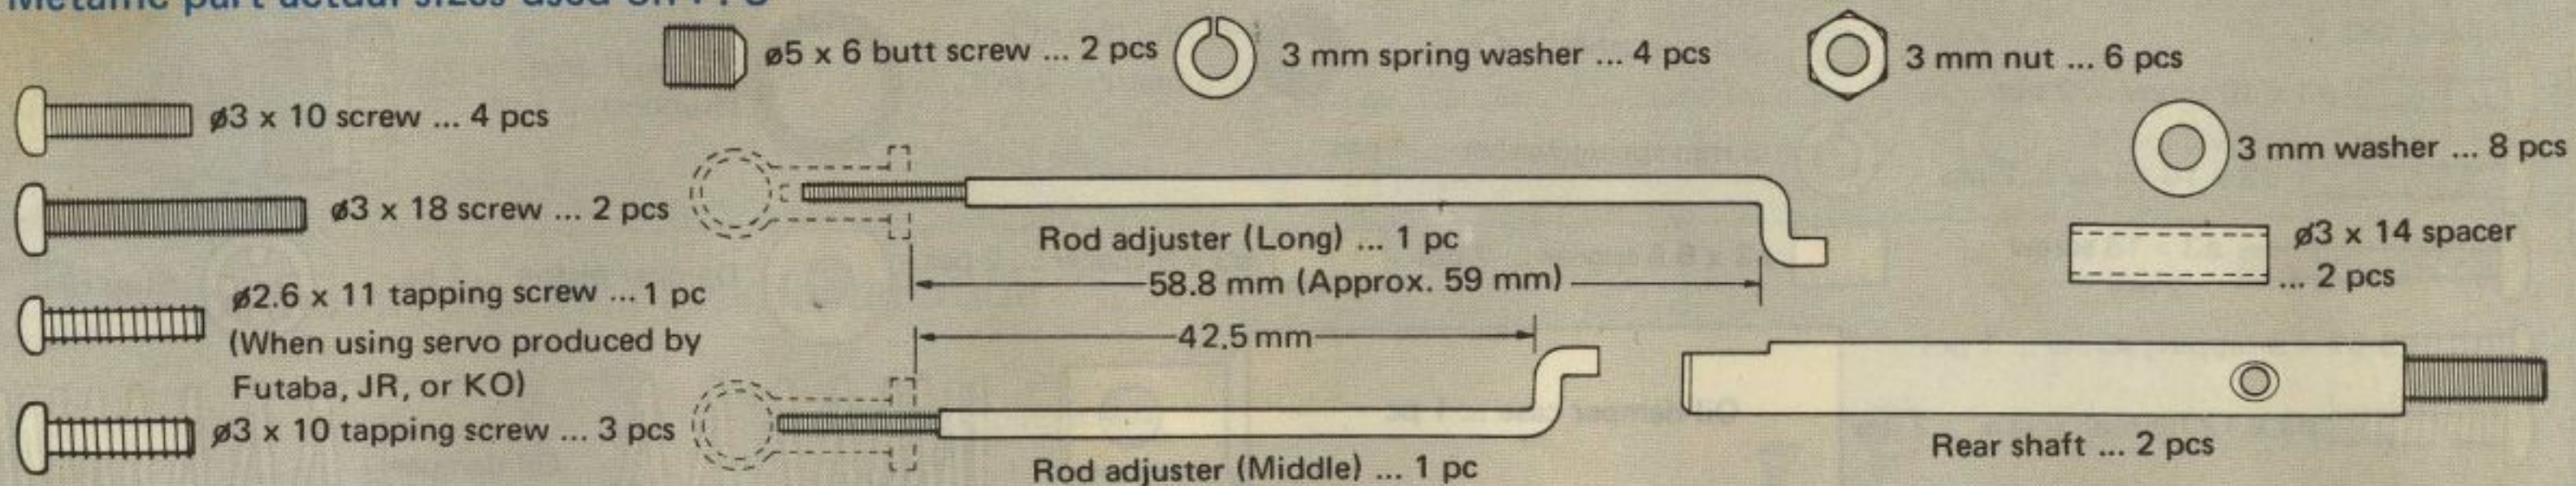 ø5 x 6 butt screw ... 2 pcs
3 mm spring washer ... 4 pcs
3 mm nut ... 6 pcs
ø3 x 10 screw ... 4 pcs
3 mm washer ... 8 pcs
ø3 x 18 screw ... 2 pcs
Rod adjuster (Long) ... 1 pc
58.8 mm (Approx. 59 mm)
ø3 x 14 spacer
... 2 pcs
ø2.6 x 11 tapping screw ... 1 pc
(When using servo produced by
Futaba, JR, or KO)
42.5 mm
ø3 x 10 tapping screw ... 3 pcs
Rod adjuster (Middle) ... 1 pc
Rear shaft ... 2 pcs